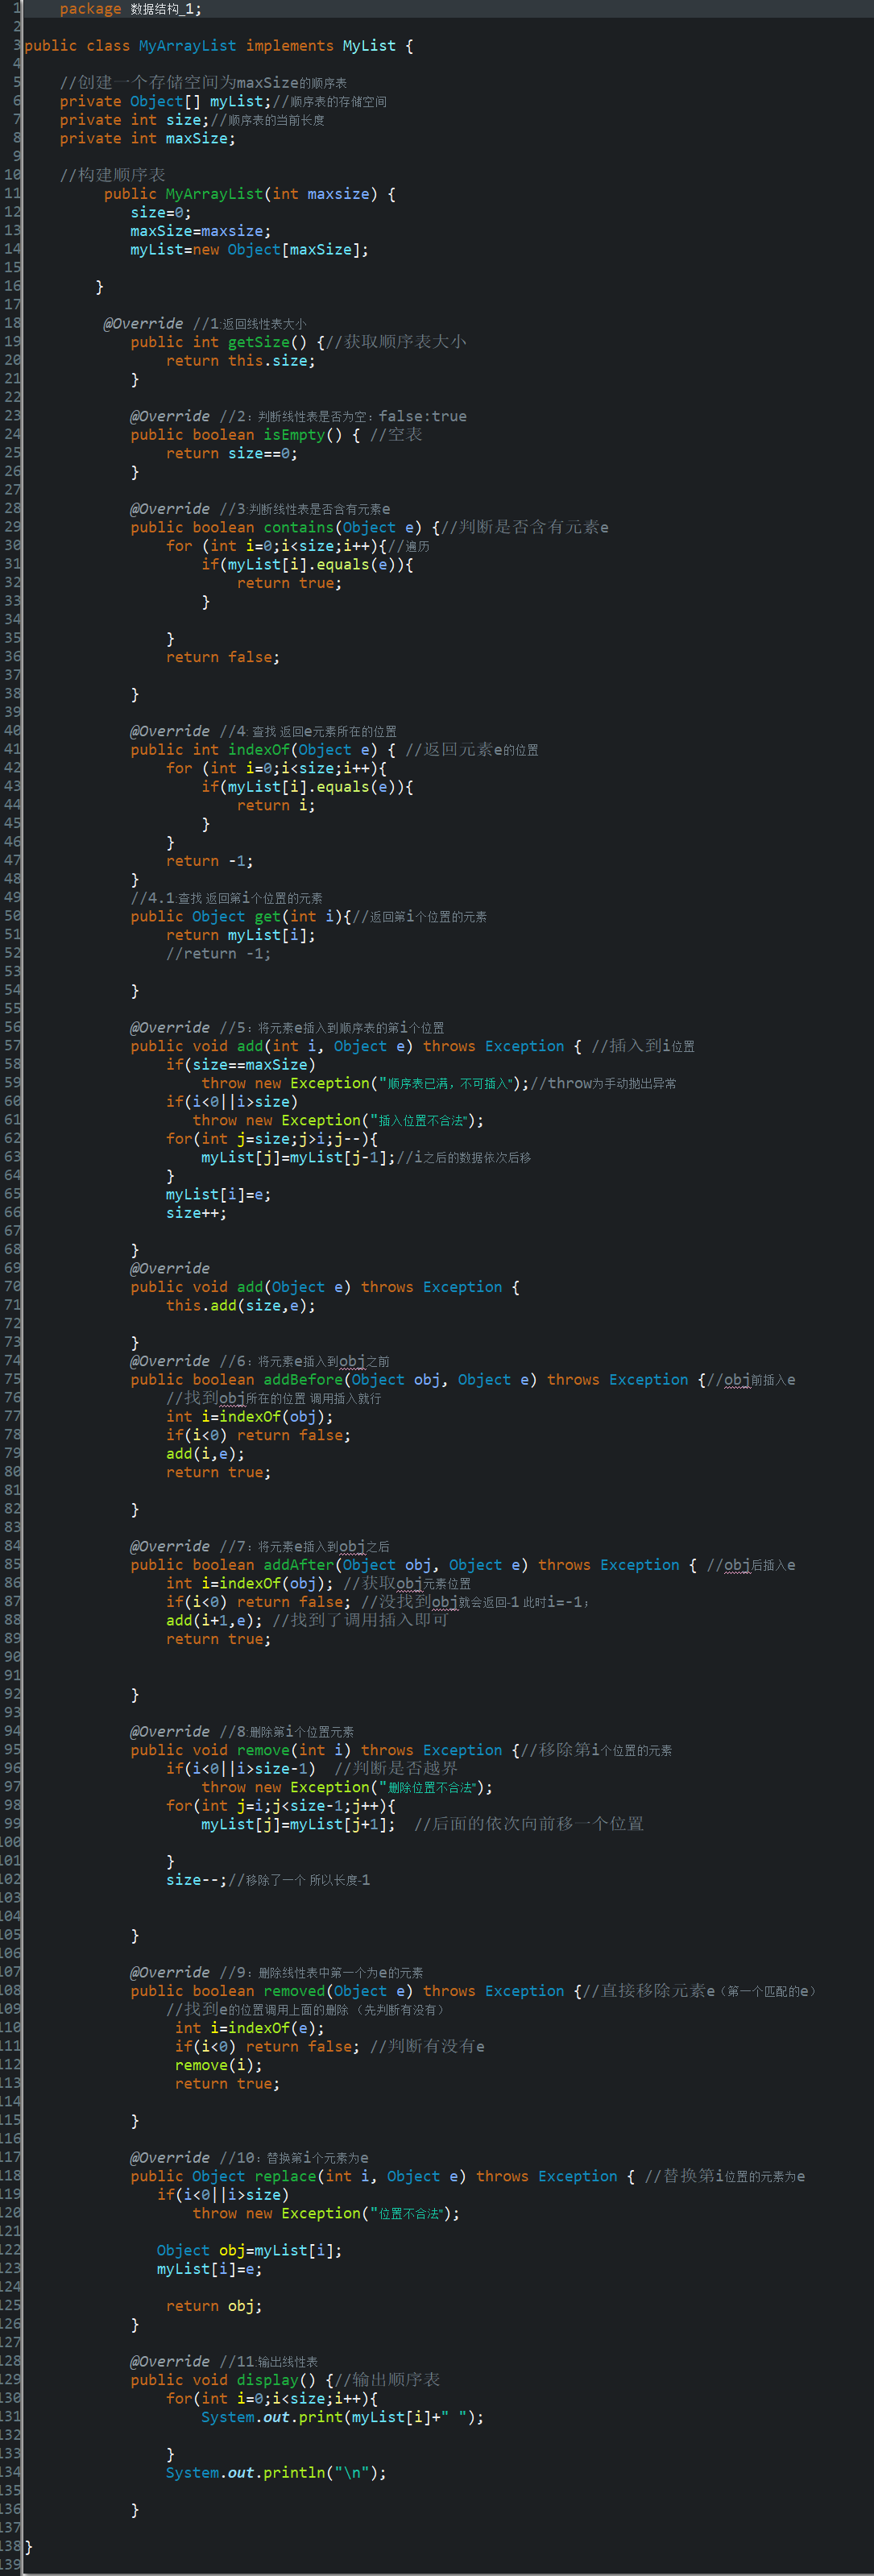 1 package 数据结构_1;
2
3 public class MyArrayList implements MyList {
4
5 //创建一个存储空间为maxSize的顺序表
6 private Object[] myList;//顺序表的存储空间
7 private int size;//顺序表的当前长度
8 private int maxSize;
9
10 //构建顺序表
11 public MyArrayList(int maxsize) {
12 size=0;
13 maxSize=maxsize;
14 myList=new Object[maxSize];
15
16 }
17
18 @Override //1:返回线性表大小
19 public int getSize() {//获取顺序表大小
20 return this.size;
21 }
22
23 @Override //2：判断线性表是否为空：false:true
24 public boolean isEmpty() { //空表
25 return size==0;
26 }
27
28 @Override //3:判断线性表是否含有元素e
29 public boolean contains(Object e) {//判断是否含有元素e
30 for (int i=0;i<size;i++){//遍历
31 if(myList[i].equals(e)){
32 return true;
33 }
34
35 }
36 return false;
37
38 }
39
40 @Override //4: 查找 返回e元素所在的位置
41 public int indexOf(Object e) { //返回元素e的位置
42 for (int i=0;i<size;i++){
43 if(myList[i].equals(e)){
44 return i;
45 }
46 }
47 return -1;
48 }
49 //4.1:查找 返回第i个位置的元素
50 public Object get(int i){//返回第i个位置的元素
51 return myList[i];
52 //return -1;
53
54 }
55
56 @Override //5：将元素e插入到顺序表的第i个位置
57 public void add(int i, Object e) throws Exception { //插入到i位置
58 if(size==maxSize)
59 throw new Exception("顺序表已满，不可插入");//throw为手动抛出异常
60 if(i<0||i>size)
61 throw new Exception("插入位置不合法");
62 for(int j=size;j>i;j--){
63 myList[j]=myList[j-1];//i之后的数据依次后移
64 }
65 myList[i]=e;
66 size++;
67
68 }
69 @Override
70 public void add(Object e) throws Exception {
71 this.add(size,e);
72
73 }
74 @Override //6：将元素e插入到obj之前
75 public boolean addBefore(Object obj, Object e) throws Exception {//obj前插入e
76 //找到obj所在的位置 调用插入就行
77 int i=indexOf(obj);
78 if(i<0) return false;
79 add(i,e);
80 return true;
81
82 }
83
84 @Override //7：将元素e插入到obj之后
85 public boolean addAfter(Object obj, Object e) throws Exception { //obj后插入e
86 int i=indexOf(obj); //获取obj元素位置
87 if(i<0) return false; //没找到obj就会返回-1 此时i=-1；
88 add(i+1,e); //找到了调用插入即可
89 return true;
90
91
92 }
93
94 @Override //8:删除第i个位置元素
95 public void remove(int i) throws Exception {//移除第i个位置的元素
96 if(i<0||i>size-1) //判断是否越界
97 throw new Exception("删除位置不合法");
98 for(int j=i;j<size-1;j++){
99 myList[j]=myList[j+1]; //后面的依次向前移一个位置
100
101 }
102 size--;//移除了一个 所以长度-1
103
104
105 }
106
107 @Override //9：删除线性表中第一个为e的元素
108 public boolean removed(Object e) throws Exception {//直接移除元素e（第一个匹配的e）
109 //找到e的位置调用上面的删除 （先判断有没有）
110 int i=indexOf(e);
111 if(i<0) return false; //判断有没有e
112 remove(i);
113 return true;
114
115 }
116
117 @Override //10：替换第i个元素为e
118 public Object replace(int i, Object e) throws Exception { //替换第i位置的元素为e
119 if(i<0||i>size)
120 throw new Exception("位置不合法");
121
122 Object obj=myList[i];
123 myList[i]=e;
124
125 return obj;
126 }
127
128 @Override //11:输出线性表
129 public void display() {//输出顺序表
130 for(int i=0;i<size;i++){
131 System.out.print(myList[i]+" ");
132
133 }
134 System.out.println("\n");
135
136 }
137
138 }
139